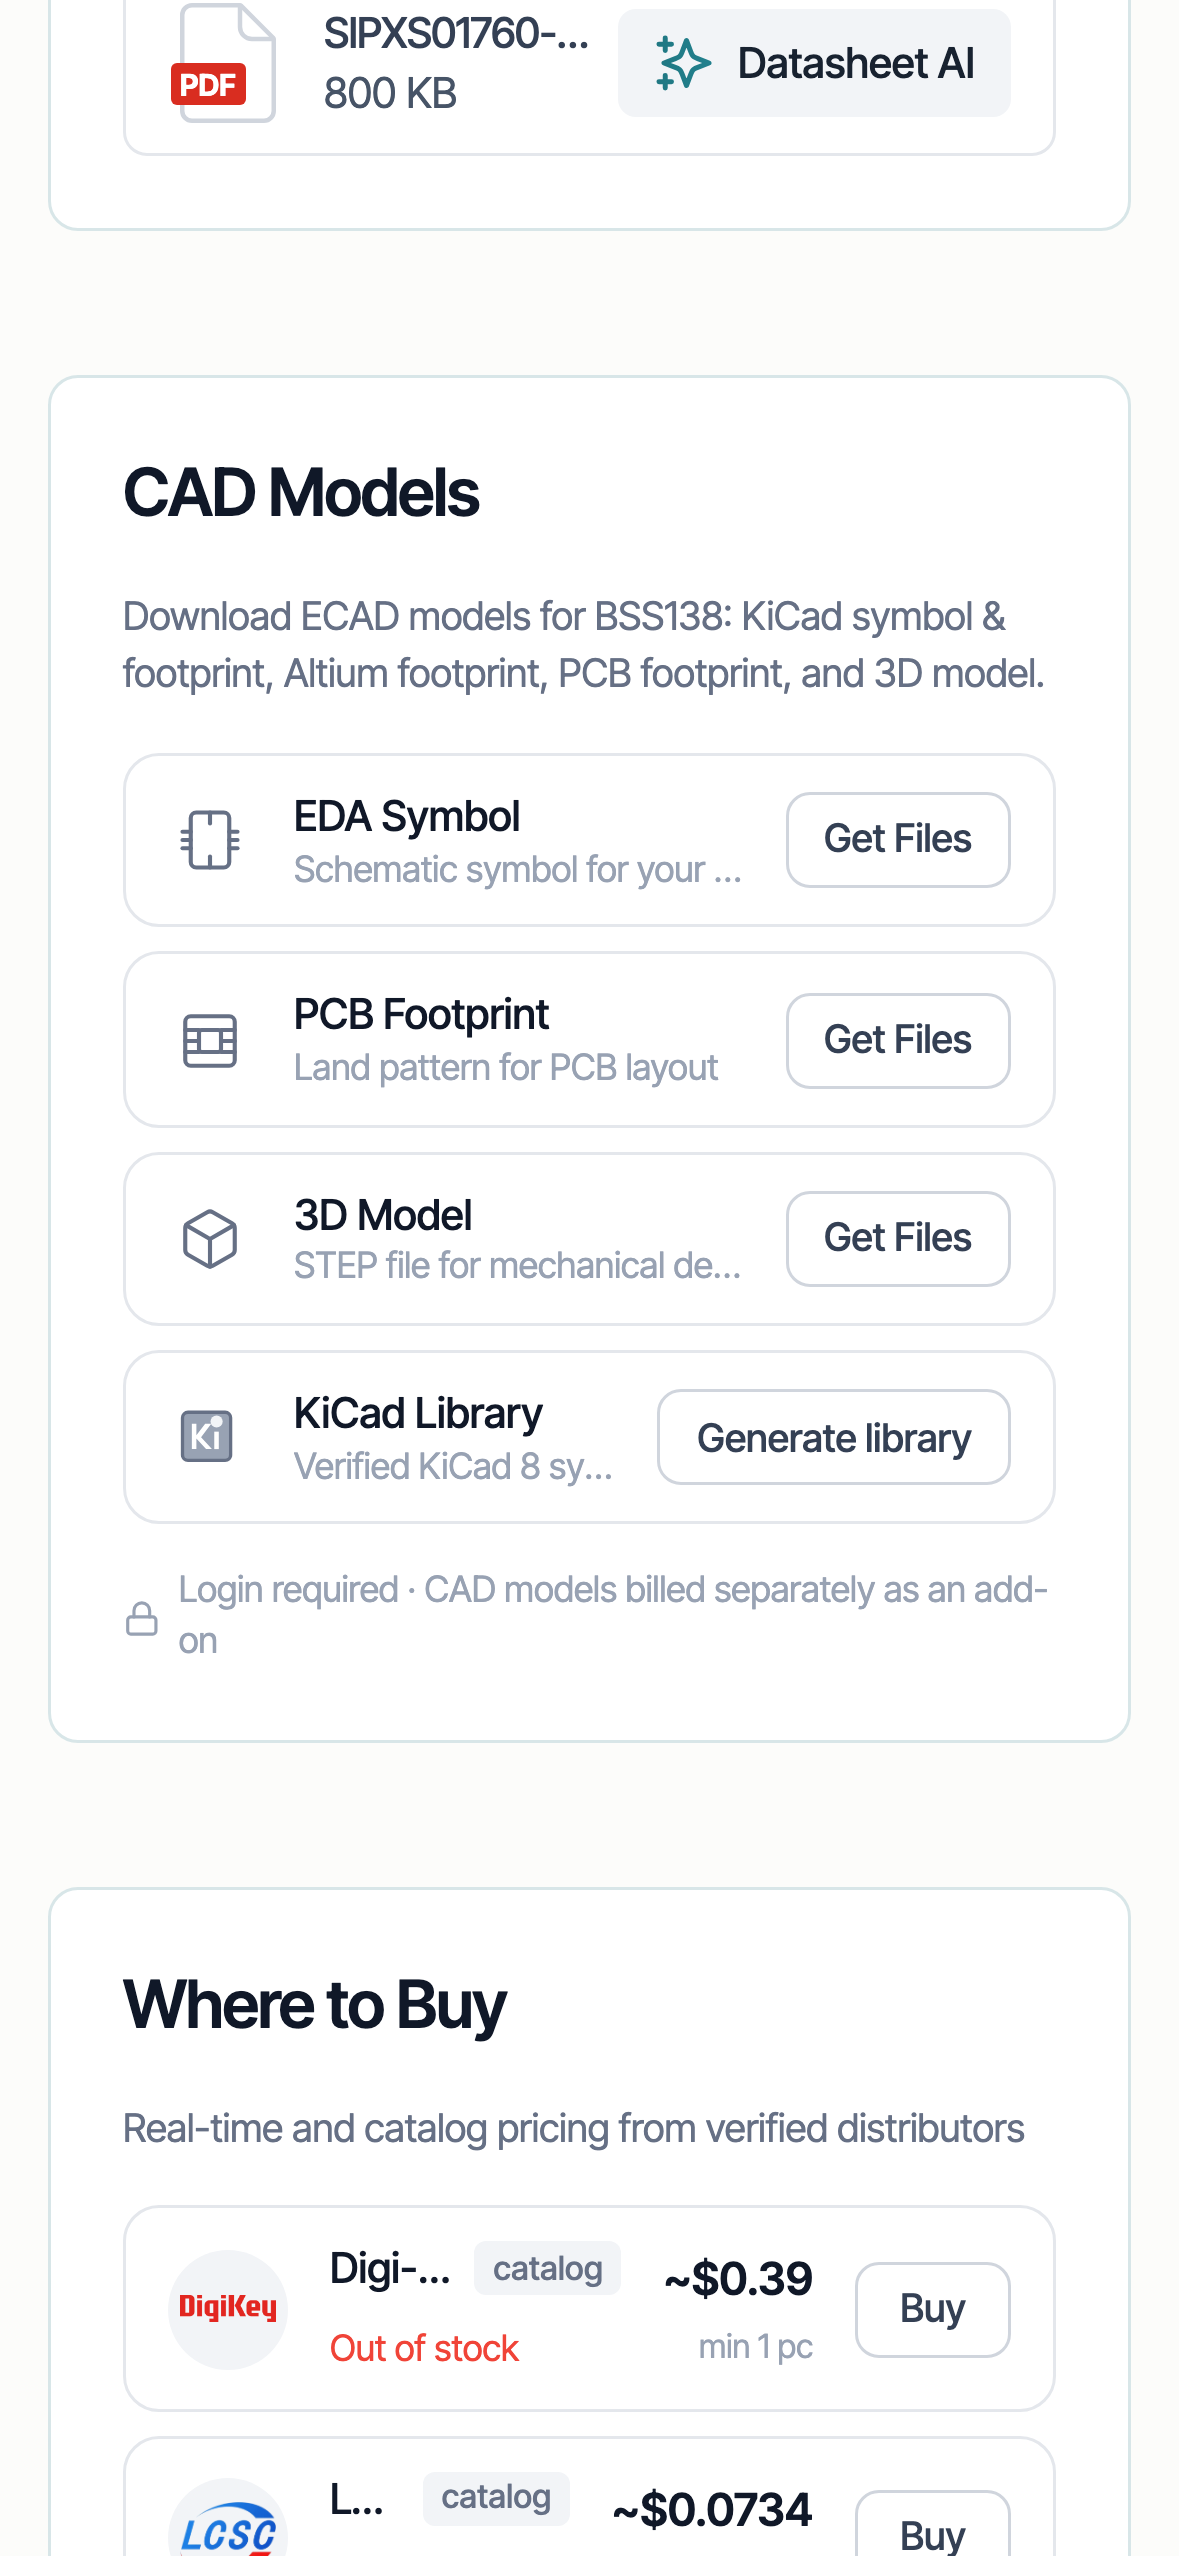 SIPXS01760-...
800 KB
PDF
Datasheet AI
CAD Models
Download ECAD models for BSS138: KiCad symbol &
footprint, Altium footprint, PCB footprint, and 3D model.
EDA Symbol
Schematic symbol for your ...
Get Files
PCB Footprint
Land pattern for PCB layout
Get Files
3D Model
STEP file for mechanical de...
Get Files
Ki
KiCad Library
Verified KiCad 8 sy...
Generate library
Login required · CAD models billed separately as an add-
on
Where to Buy
Real-time and catalog pricing from verified distributors
DigiKey
Digi-...
catalog
Out of stock
~$0.39
min 1 pc
Buy
LCSC
L...
catalog
~$0.0734
Buy